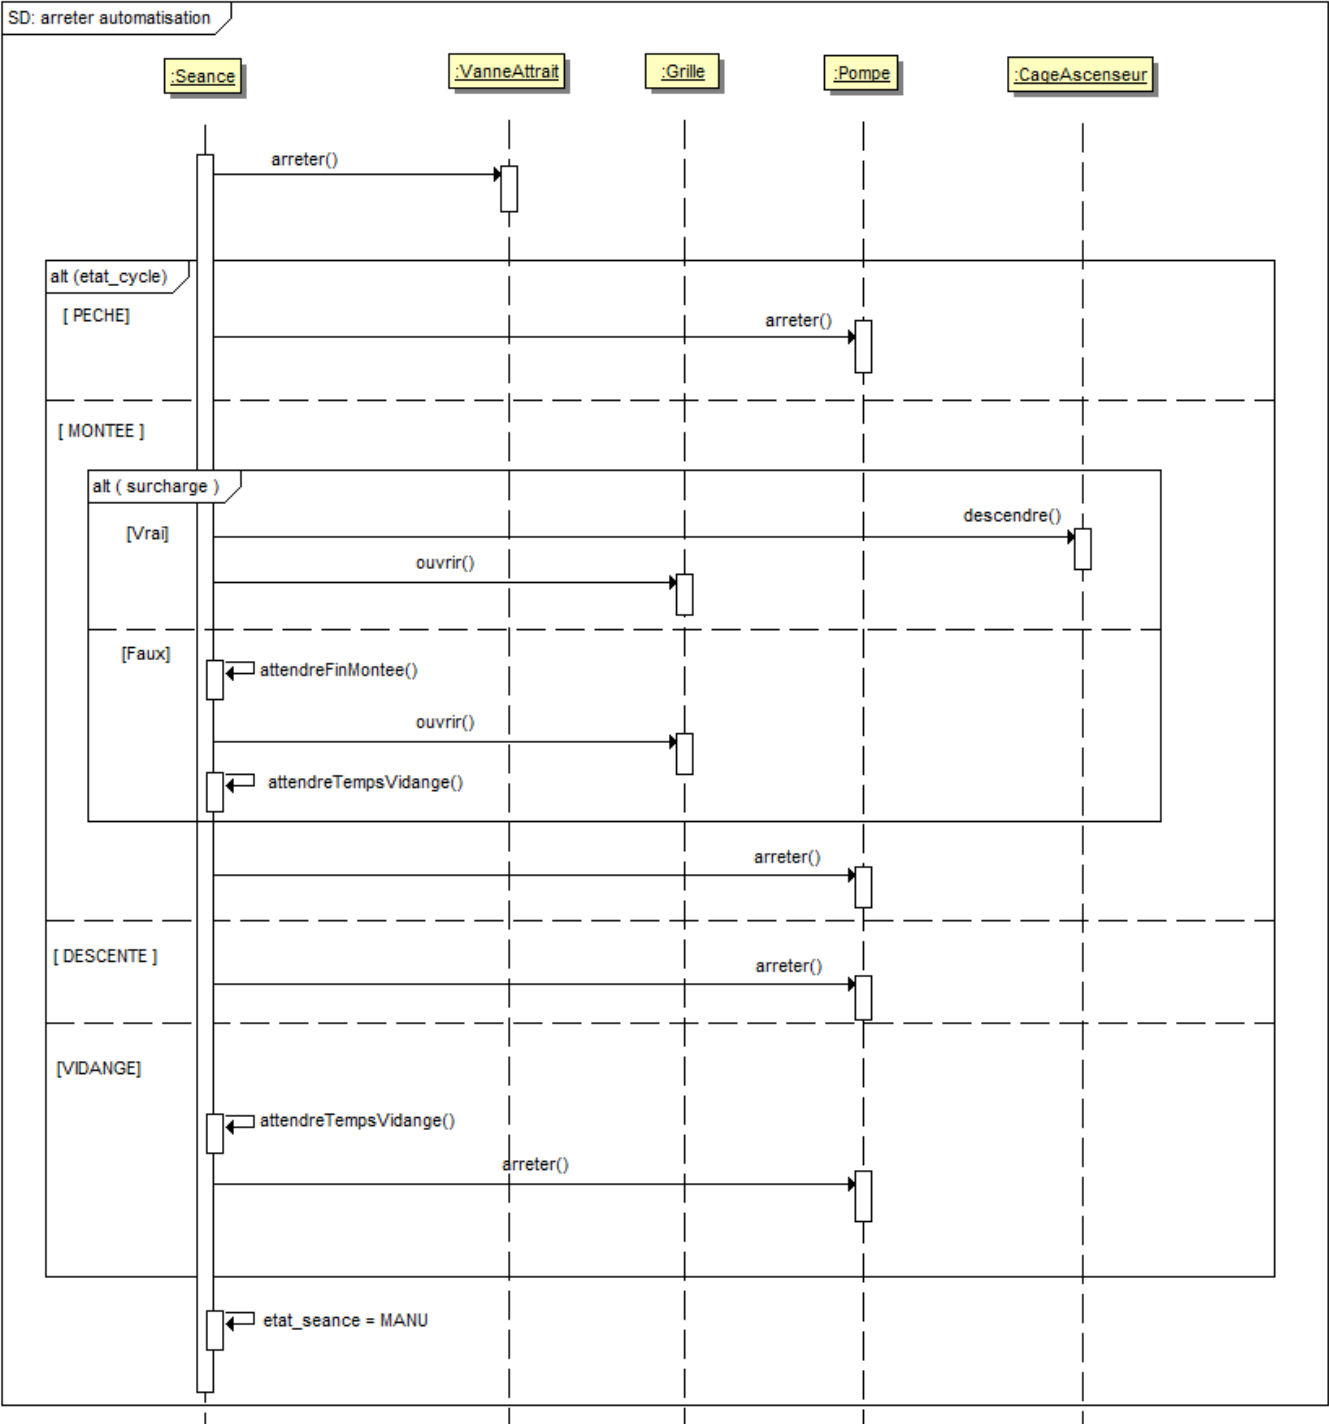 SD: arreter automatisation
:Seance
:VanneAttrait
:Grille
:Pompe
:CageAscenseur
arreter()
alt (etat_cycle)
[ PECHE]
arreter()
[ MONTEE ]
alt ( surcharge )
[Vrai]
descendre()
ouvrir()
[Faux]
attendreFinMontee()
ouvrir()
attendreTempsVidange()
arreter()
[ DESCENTE ]
arreter()
[VIDANGE]
attendreTempsVidange()
arreter()
etat_seance = MANU